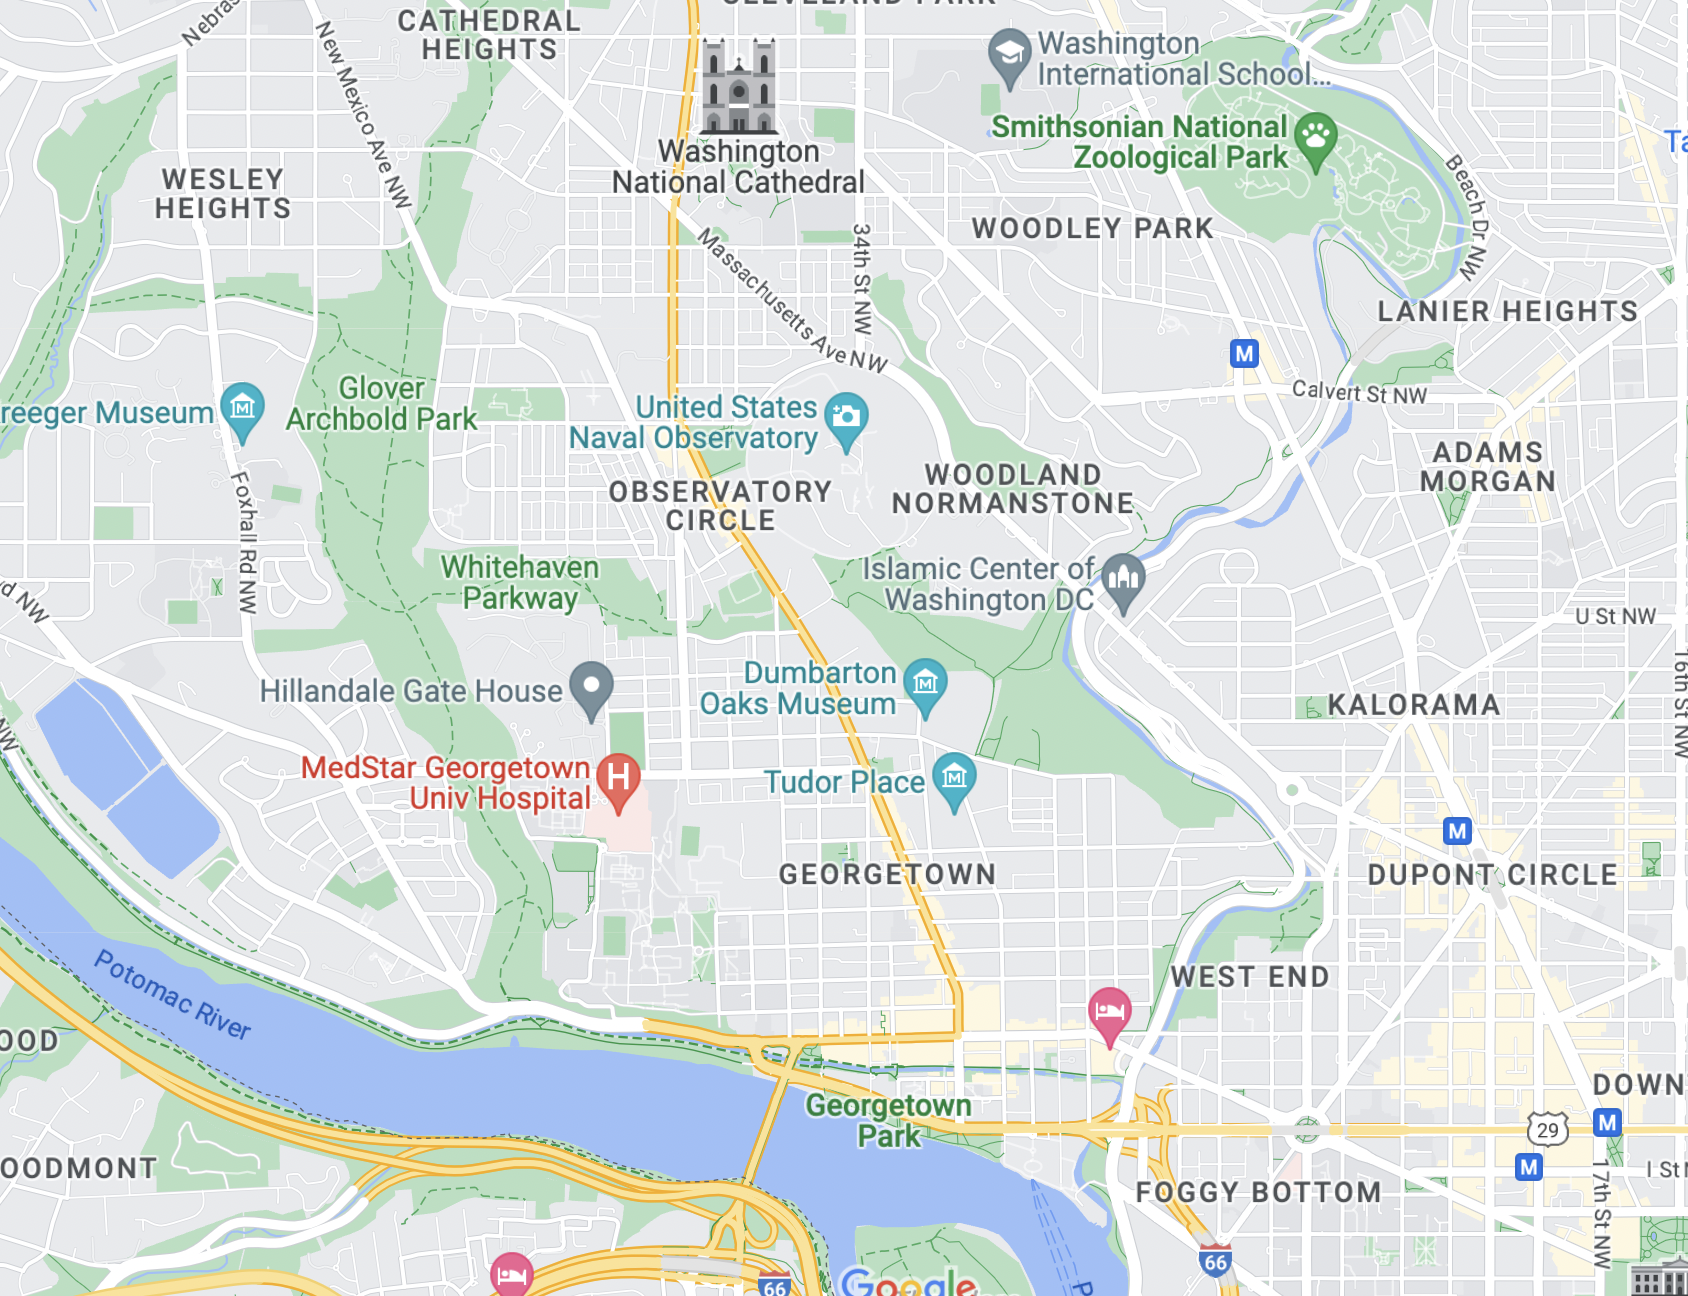 CLEVELAND PARK
CATHEDRAL
HEIGHTS
Nebras
New Mexico Ave NW
Washington
International School...
Smithsonian National
Zoological Park
Ta
Washington
National Cathedral
WESLEY
HEIGHTS
Beach Dr NW
WOODLEY PARK
34th St NW
Massachusetts Ave NW
LANIER HEIGHTS
M
Calvert St NW
Glover
Archbold Park
reeger Museum
United States
Naval Observatory
ADAMS
MORGAN
WOODLAND
NORMANSTONE
OBSERVATORY
CIRCLE
Foxhall Rd NW
Whitehaven
Parkway
Islamic Center of
Washington DC
vd NW
U St NW
16th St NW
Dumbarton
Oaks Museum
Hillandale Gate House
KALORAMA
NW
MedStar Georgetown
Univ Hospital
H
Tudor Place
M
GEORGETOWN
DUPONT CIRCLE
Potomac River
WEST END
OOD
DOWN
Georgetown
Park
29
M
M
OODMONT
I St N
17th St NW
FOGGY BOTTOM
66
66
Google
P